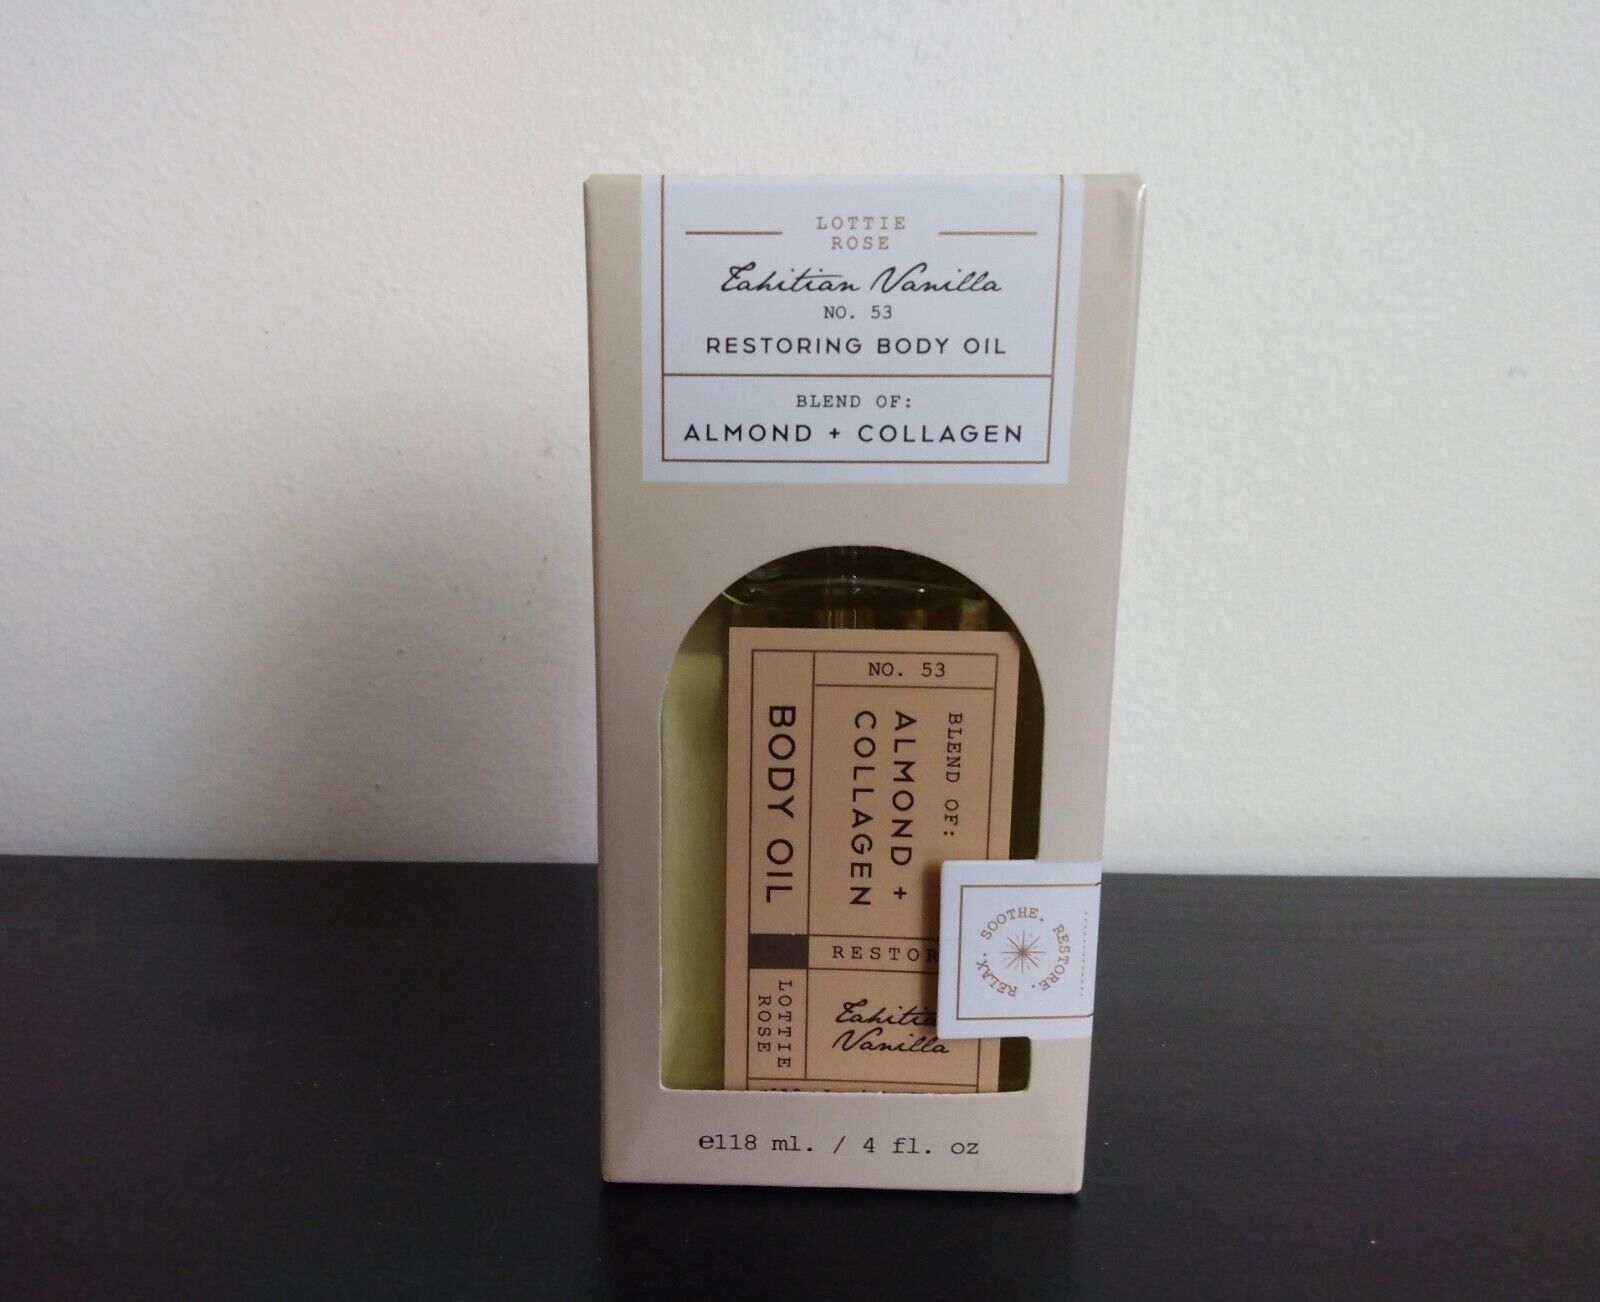 LOTTIE
ROSE
Tahitian Vanilla
NO. 53
RESTORING BODY OIL
BLEND OF:
ALMOND + COLLAGEN
NO. 53
BLEND OF:
ALMOND +
COLLAGEN
BODY OIL
RESTOR
LOTTIE
ROSE
Tahitia
Vanilla
SOOTHE. RESTORE. RELAX.
e118 ml. / 4 fl. oz